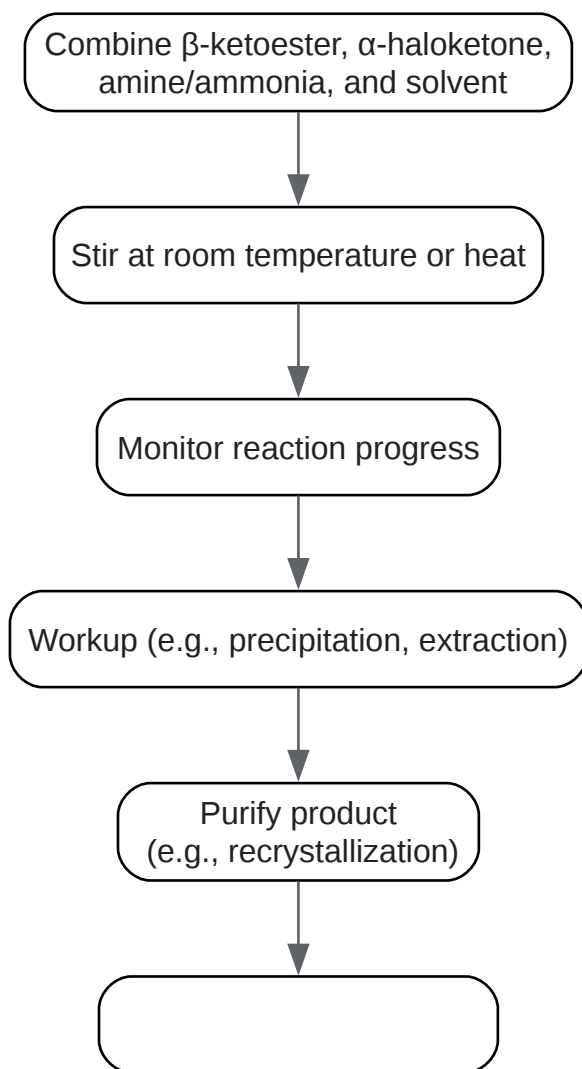 Combine β-ketoester, α-haloketone,
amine/ammonia, and solvent
Stir at room temperature or heat
Monitor reaction progress
Workup (e.g., precipitation, extraction)
Purify product
(e.g., recrystallization)